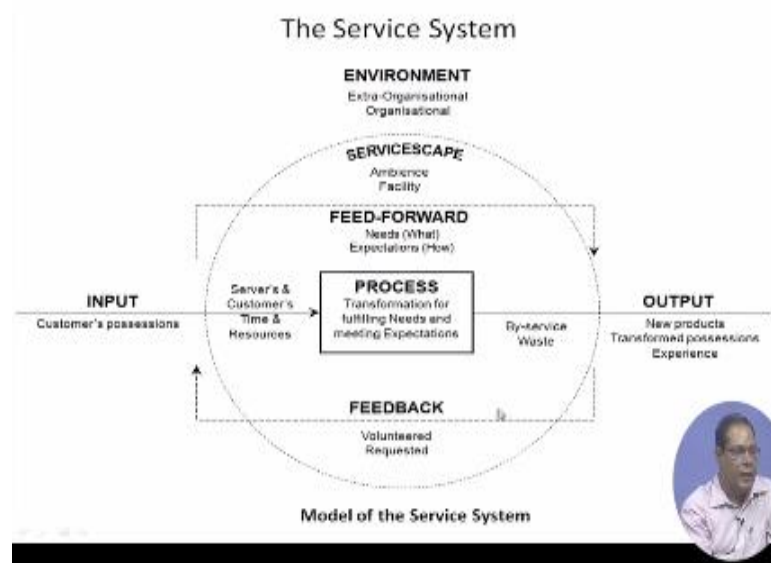 The Service System
ENVIRONMENT
Extra-Organisational
Organisational
SERVICESCAPE
Ambience
Facility
FEED-FORWARD
Needs (What)
Expectations (How)
INPUT
Customer's possessions
Server's &
Customer's
Time &
Resources
PROCESS
Transformation for
fulfilling Needs and
meeting Expectations
By-service
Waste
OUTPUT
New products
Transformed possessions
Experience
FEEDBACK
Volunteered
Requested
Model of the Service System